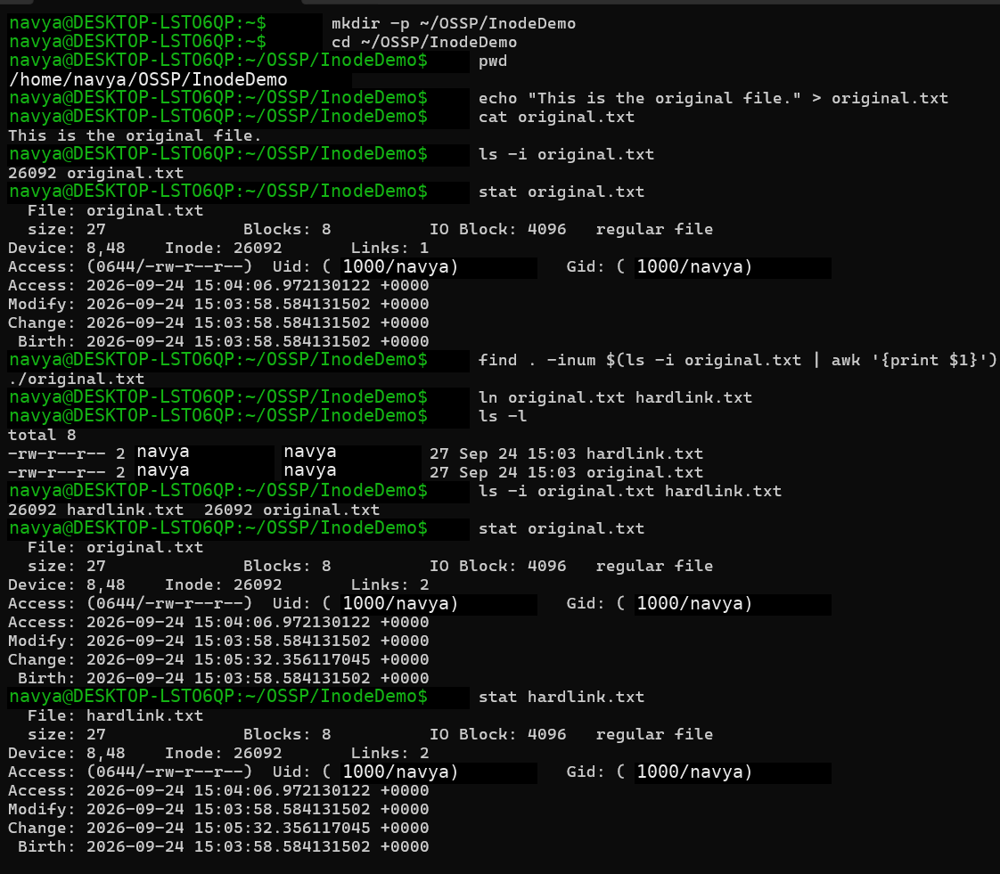 navya@DESKTOP-LSTO6QP:~$ mkdir -p ~/OSSP/InodeDemo
navya@DESKTOP-LSTO6QP:~$ cd ~/OSSP/InodeDemo
navya@DESKTOP-LSTO6QP:~/OSSP/InodeDemo$ pwd
/home/navya/OSSP/InodeDemo
navya@DESKTOP-LSTO6QP:~/OSSP/InodeDemo$ echo "This is the original file." > original.txt
navya@DESKTOP-LSTO6QP:~/OSSP/InodeDemo$ cat original.txt
This is the original file.
navya@DESKTOP-LSTO6QP:~/OSSP/InodeDemo$ ls -i original.txt
26092 original.txt
navya@DESKTOP-LSTO6QP:~/OSSP/InodeDemo$ stat original.txt
  File: original.txt
  size: 27              Blocks: 8          IO Block: 4096   regular file
Device: 8,48    Inode: 26092       Links: 1
Access: (0644/-rw-r--r--)  Uid: ( 1000/navya)           Gid: ( 1000/navya)
Access: 2026-09-24 15:04:06.972130122 +0000
Modify: 2026-09-24 15:03:58.584131502 +0000
Change: 2026-09-24 15:03:58.584131502 +0000
 Birth: 2026-09-24 15:03:58.584131502 +0000
navya@DESKTOP-LSTO6QP:~/OSSP/InodeDemo$ find . -inum $(ls -i original.txt | awk '{print $1}')
./original.txt
navya@DESKTOP-LSTO6QP:~/OSSP/InodeDemo$ ln original.txt hardlink.txt
navya@DESKTOP-LSTO6QP:~/OSSP/InodeDemo$ ls -l
total 8
-rw-r--r-- 2 navya navya 27 Sep 24 15:03 hardlink.txt
-rw-r--r-- 2 navya navya 27 Sep 24 15:03 original.txt
navya@DESKTOP-LSTO6QP:~/OSSP/InodeDemo$ ls -i original.txt hardlink.txt
26092 hardlink.txt  26092 original.txt
navya@DESKTOP-LSTO6QP:~/OSSP/InodeDemo$ stat original.txt
  File: original.txt
  size: 27              Blocks: 8          IO Block: 4096   regular file
Device: 8,48    Inode: 26092       Links: 2
Access: (0644/-rw-r--r--)  Uid: ( 1000/navya)           Gid: ( 1000/navya)
Access: 2026-09-24 15:04:06.972130122 +0000
Modify: 2026-09-24 15:03:58.584131502 +0000
Change: 2026-09-24 15:05:32.356117045 +0000
 Birth: 2026-09-24 15:03:58.584131502 +0000
navya@DESKTOP-LSTO6QP:~/OSSP/InodeDemo$ stat hardlink.txt
  File: hardlink.txt
  size: 27              Blocks: 8          IO Block: 4096   regular file
Device: 8,48    Inode: 26092       Links: 2
Access: (0644/-rw-r--r--)  Uid: ( 1000/navya)           Gid: ( 1000/navya)
Access: 2026-09-24 15:04:06.972130122 +0000
Modify: 2026-09-24 15:03:58.584131502 +0000
Change: 2026-09-24 15:05:32.356117045 +0000
 Birth: 2026-09-24 15:03:58.584131502 +0000